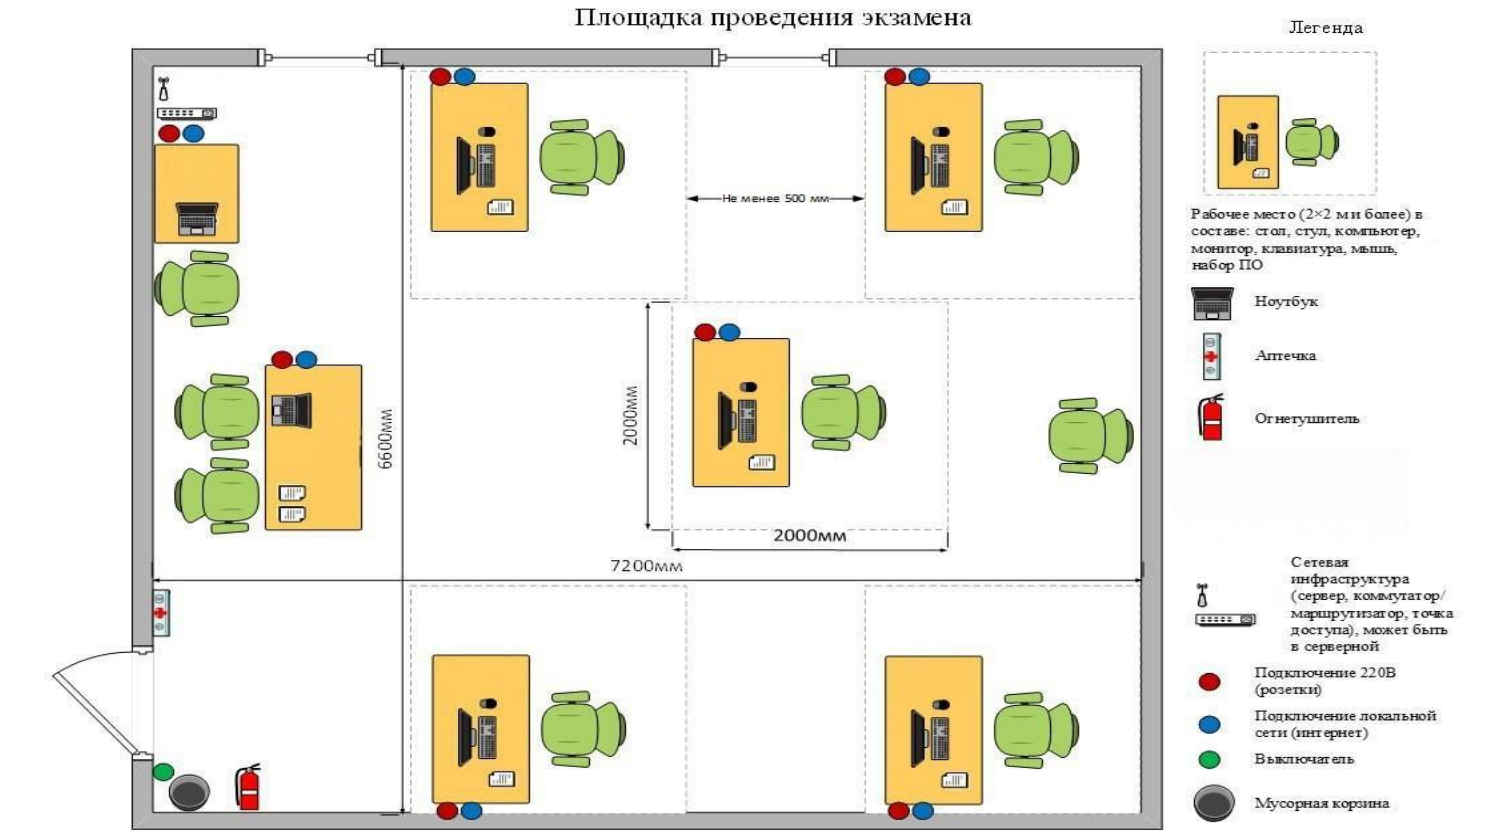 Площадка проведения экзамена
Легенда
Не менее 500 мм
Рабочее место (2×2 м и более) в
составе: стол, стул, компьютер,
монитор, клавиатура, мышь,
набор ПО
Ноутбук
Аптечка
Огнетушитель
6600мм
2000мм
2000мм
7200мм
Сетевая
инфраструктура
(сервер, коммутатор/
маршрутизатор, точка
доступа), может быть
в серверной
Подключение 220В
(розетки)
Подключение локальной
сети (интернет)
Выключатель
Мусорная корзина